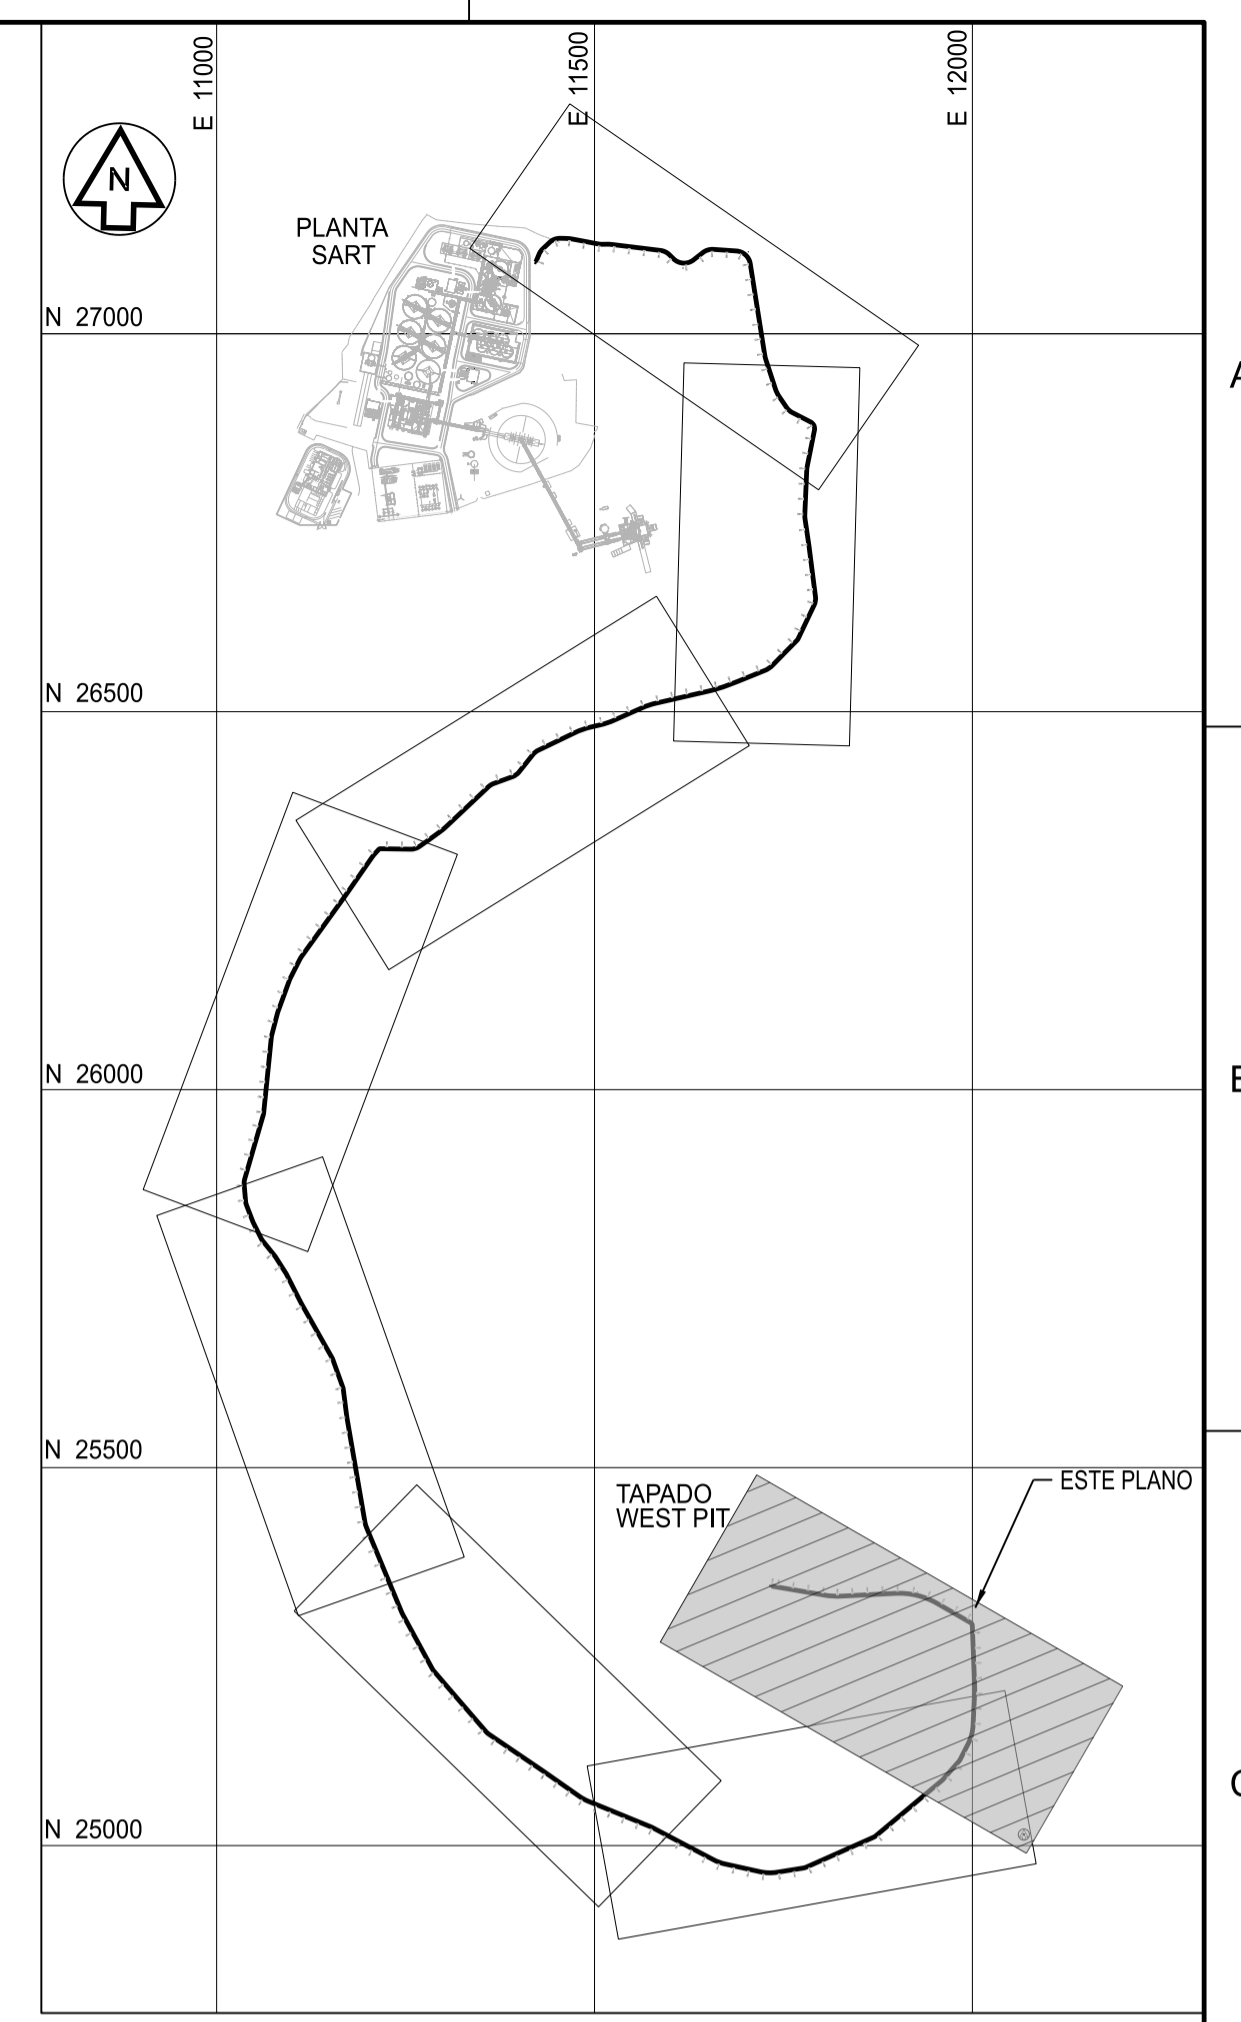 E 11000
E 11500
E 12000
N
PLANTA
SART
N 27000
A
N 26500
N 26000
N 25500
TAPADO
WEST PIT
ESTE PLANO
N 25000